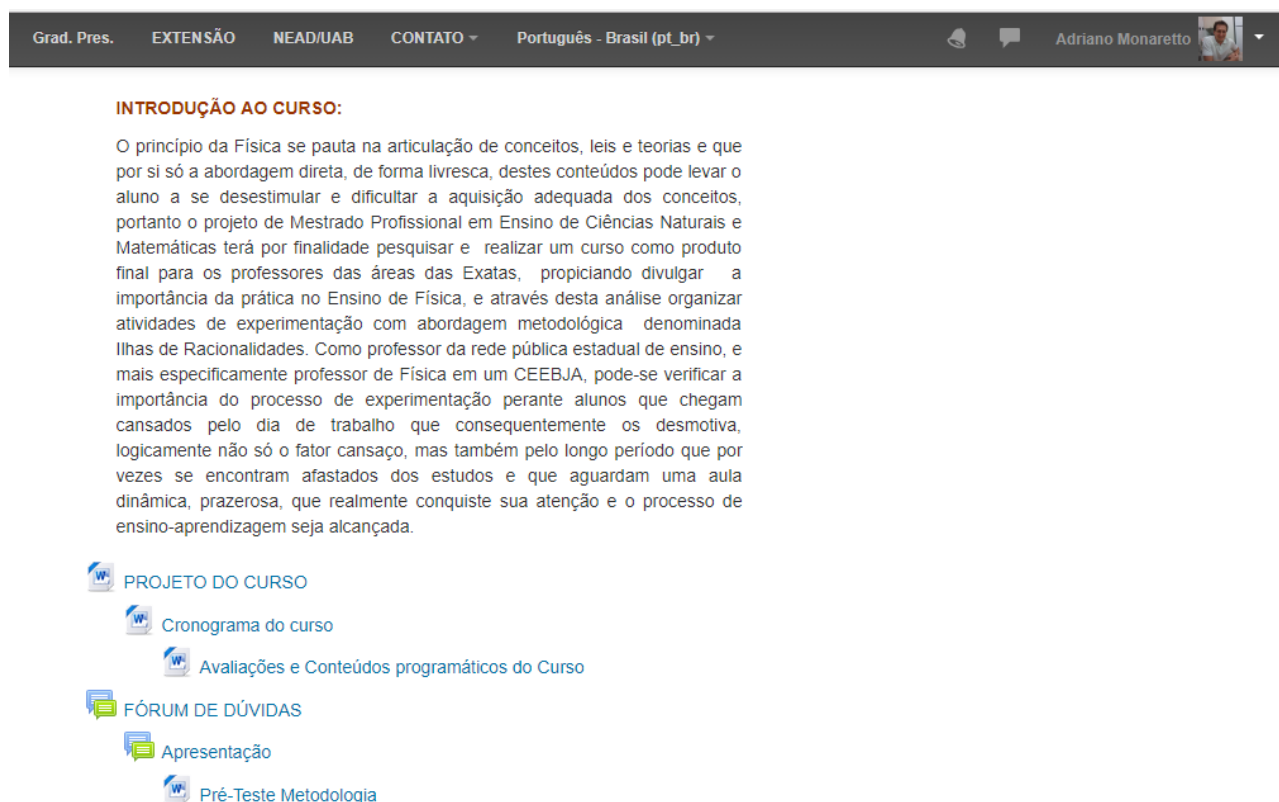 Grad. Pres. EXTENSÃO NEAD/UAB CONTATO Português - Brasil (pt_br) Adriano Monaretto
INTRODUÇÃO AO CURSO:
O princípio da Física se pauta na articulação de conceitos, leis e teorias e que
por si só a abordagem direta, de forma livresca, destes conteúdos pode levar o
aluno a se desestimular e dificultar a aquisição adequada dos conceitos,
portanto o projeto de Mestrado Profissional em Ensino de Ciências Naturais e
Matemáticas terá por finalidade pesquisar e realizar um curso como produto
final para os professores das áreas das Exatas, propiciando divulgar a
importância da prática no Ensino de Física, e através desta análise organizar
atividades de experimentação com abordagem metodológica denominada
Ilhas de Racionalidades. Como professor da rede pública estadual de ensino, e
mais especificamente professor de Física em um CEEBJA, pode-se verificar a
importância do processo de experimentação perante alunos que chegam
cansados pelo dia de trabalho que consequentemente os desmotiva,
logicamente não só o fator cansaço, mas também pelo longo período que por
vezes se encontram afastados dos estudos e que aguardam uma aula
dinâmica, prazerosa, que realmente conquiste sua atenção e o processo de
ensino-aprendizagem seja alcançada.
PROJETO DO CURSO
Cronograma do curso
Avaliações e Conteúdos programáticos do Curso
FÓRUM DE DÚVIDAS
Apresentação
Pré-Teste Metodologia